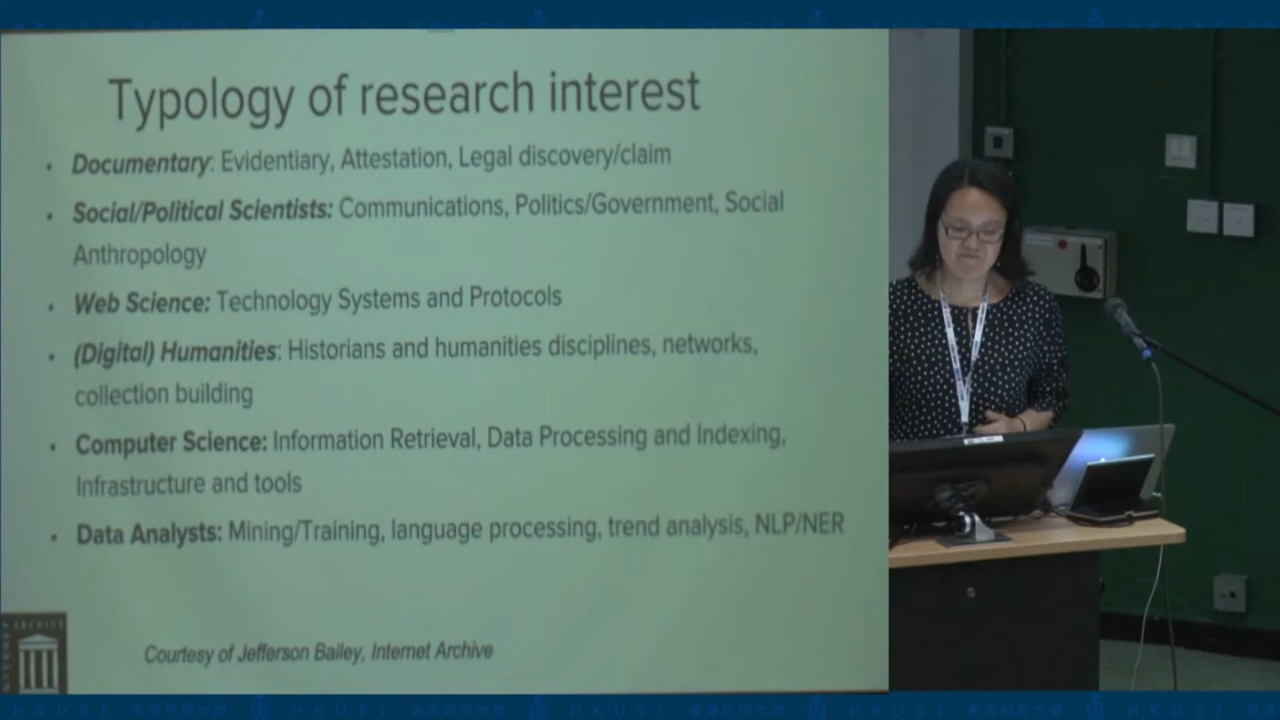 Typology of research interest
• Documentary: Evidentiary, Attestation, Legal discovery/claim
• Social/Political Scientists: Communications, Politics/Government, Social
Anthropology
• Web Science: Technology Systems and Protocols
• (Digital) Humanities: Historians and humanities disciplines, networks,
collection building
• Computer Science: Information Retrieval, Data Processing and Indexing,
Infrastructure and tools
• Data Analysts: Mining/Training, language processing, trend analysis, NLP/NER
INTERNET ARCHIVE
Courtesy of Jefferson Bailey, Internet Archive